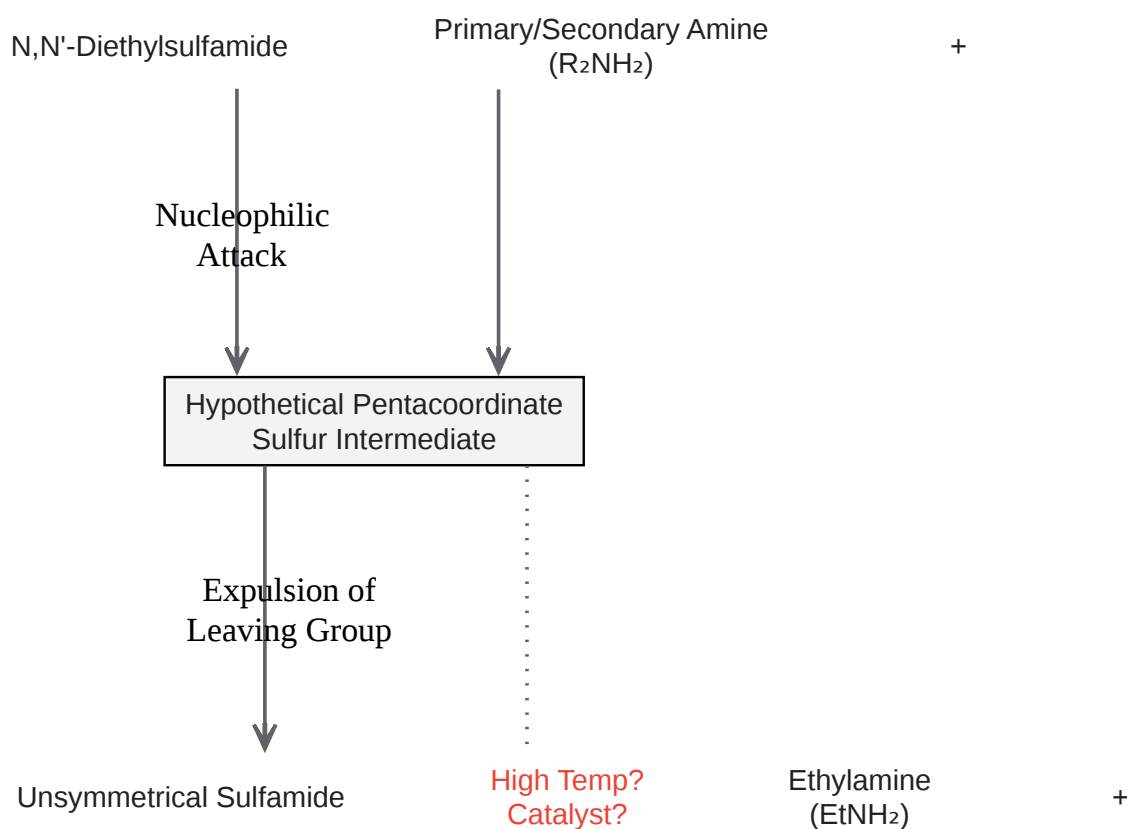 N,N'-Diethylsulfamide
Primary/Secondary Amine
(R₂NH₂)
+
Nucleophilic
Attack
Hypothetical Pentacoordinate
Sulfur Intermediate
Expulsion of
Leaving Group
Unsymmetrical Sulfamide
High Temp?
Catalyst?
Ethylamine
(EtNH₂)
+